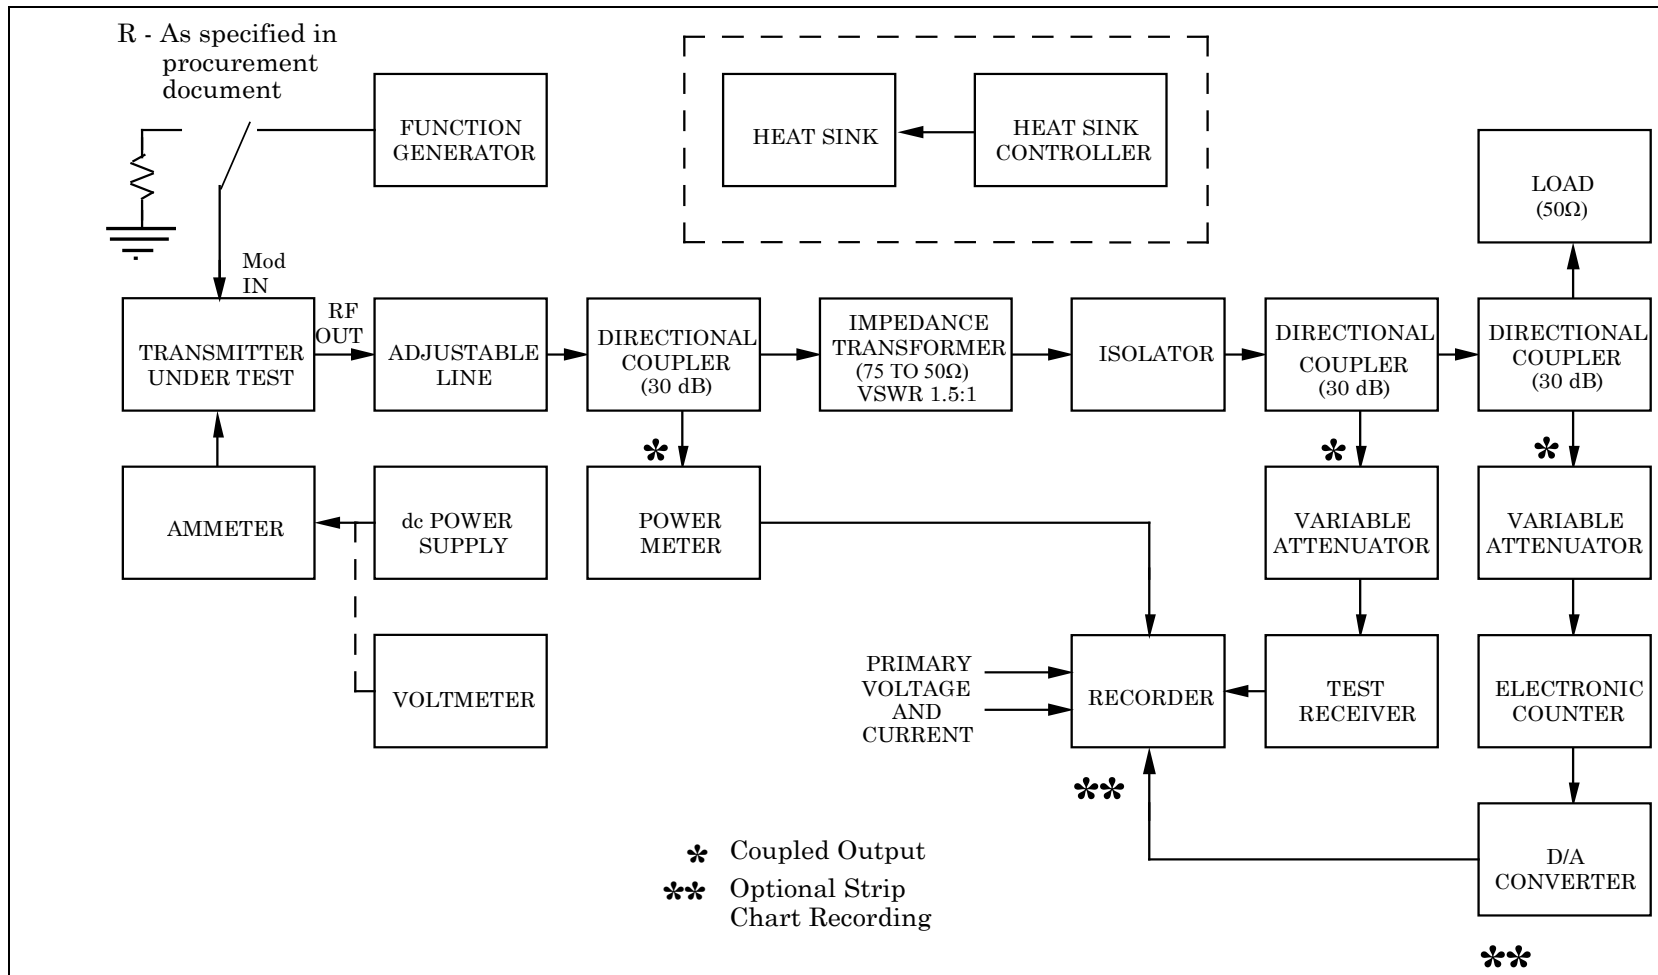 R - As specified in
procurement
document
FUNCTION
GENERATOR
HEAT SINK
HEAT SINK
CONTROLLER
LOAD
(50Ω)
Mod
IN
RF
OUT
TRANSMITTER
UNDER TEST
ADJUSTABLE
LINE
DIRECTIONAL
COUPLER
(30 dB)
IMPEDANCE
TRANSFORMER
(75 TO 50Ω)
VSWR 1.5:1
ISOLATOR
DIRECTIONAL
COUPLER
(30 dB)
DIRECTIONAL
COUPLER
(30 dB)
*
*
*
AMMETER
dc POWER
SUPPLY
POWER
METER
VARIABLE
ATTENUATOR
VARIABLE
ATTENUATOR
VOLTMETER
PRIMARY
VOLTAGE
AND
CURRENT
RECORDER
TEST
RECEIVER
ELECTRONIC
COUNTER
**
* Coupled Output
** Optional Strip
Chart Recording
D/A
CONVERTER
**